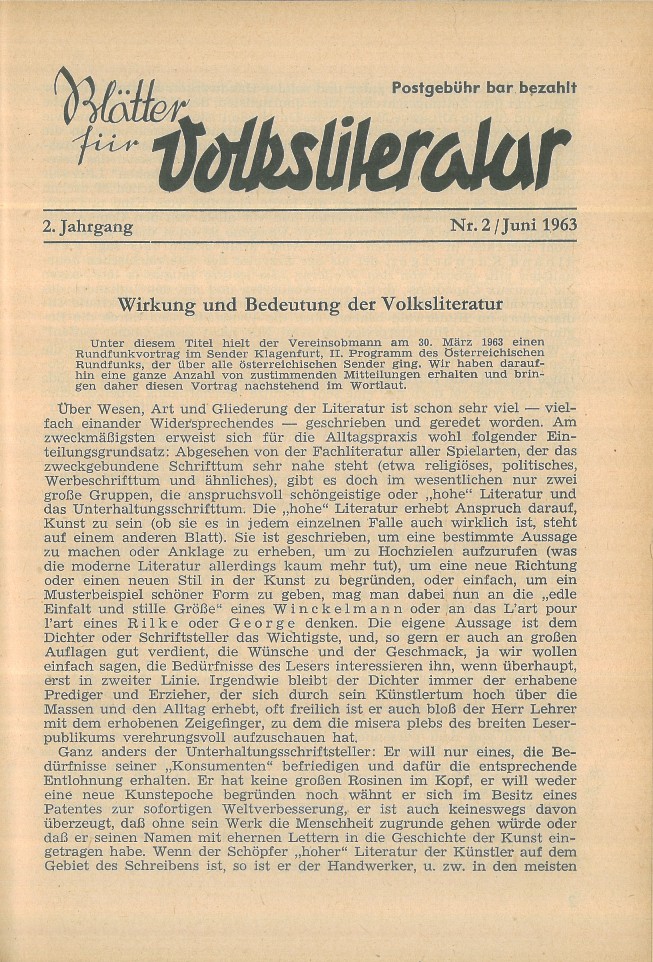 Postgebühr bar bezahlt
Blätter
für Volksliteratur
2. Jahrgang Nr. 2 / Juni 1963
Wirkung und Bedeutung der Volksliteratur
Unter diesem Titel hielt der Vereinsobmann am 30. März 1963 einen
Rundfunkvortrag im Sender Klagenfurt, II. Programm des Österreichischen
Rundfunks, der über alle österreichischen Sender ging. Wir haben darauf-
hin eine ganze Anzahl von zustimmenden Mitteilungen erhalten und brin-
gen daher diesen Vortrag nachstehend im Wortlaut.
Über Wesen, Art und Gliederung der Literatur ist schon sehr viel — viel-
fach einander Widersprechendes — geschrieben und geredet worden. Am
zweckmäßigsten erweist sich für die Alltagspraxis wohl folgender Ein-
teilungsgrundsatz: Abgesehen von der Fachliteratur aller Spielarten, der das
zweckgebundene Schrifttum sehr nahe steht (etwa religiöses, politisches,
Werbeschrifttum und ähnliches), gibt es doch im wesentlichen nur zwei
große Gruppen, die anspruchsvoll schöngeistige oder „hohe“ Literatur und
das Unterhaltungsschrifttum. Die „hohe“ Literatur erhebt Anspruch darauf,
Kunst zu sein (ob sie es in jedem einzelnen Falle auch wirklich ist, steht
auf einem anderen Blatt). Sie ist geschrieben, um eine bestimmte Aussage
zu machen oder Anklage zu erheben, um zu Hochzielen aufzurufen (was
die moderne Literatur allerdings kaum mehr tut), um eine neue Richtung
oder einen neuen Stil in der Kunst zu begründen, oder einfach, um ein
Musterbeispiel schöner Form zu geben, mag man dabei nun an die „edle
Einfalt und stille Größe“ eines Winckelmann oder an das L'art pour
l'art eines Rilke oder George denken. Die eigene Aussage ist dem
Dichter oder Schriftsteller das Wichtigste, und, so gern er auch an großen
Auflagen gut verdient, die Wünsche und der Geschmack, ja wir wollen
einfach sagen, die Bedürfnisse des Lesers interessieren ihn, wenn überhaupt,
erst in zweiter Linie. Irgendwie bleibt der Dichter immer der erhabene
Prediger und Erzieher, der sich durch sein Künstlertum hoch über die
Massen und den Alltag erhebt, oft freilich ist er auch bloß der Herr Lehrer
mit dem erhobenen Zeigefinger, zu dem die misera plebs des breiten Leser-
publikums verehrungsvoll aufzuschauen hat.
Ganz anders der Unterhaltungsschriftsteller: Er will nur eines, die Be-
dürfnisse seiner „Konsumenten“ befriedigen und dafür die entsprechende
Entlohnung erhalten. Er hat keine großen Rosinen im Kopf, er will weder
eine neue Kunstepoche begründen noch wähnt er sich im Besitz eines
Patentes zur sofortigen Weltverbesserung, er ist auch keineswegs davon
überzeugt, daß ohne sein Werk die Menschheit zugrunde gehen würde oder
daß er seinen Namen mit ehernen Lettern in die Geschichte der Kunst ein-
getragen habe. Wenn der Schöpfer „hoher“ Literatur der Künstler auf dem
Gebiet des Schreibens ist, so ist er der Handwerker, u. zw. in den meisten